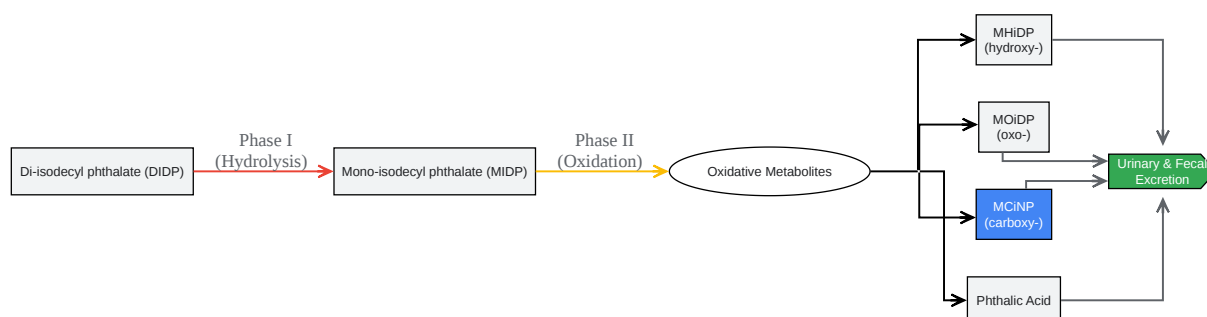 MHiDP
(hydroxy-)
MOiDP
(oxo-)
Phase I
(Hydrolysis)
Phase II
(Oxidation)
Di-isodecyl phthalate (DIDP)
Mono-isodecyl phthalate (MIDP)
Oxidative Metabolites
Urinary & Fecal
Excretion
MCiNP
(carboxy-)
Phthalic Acid